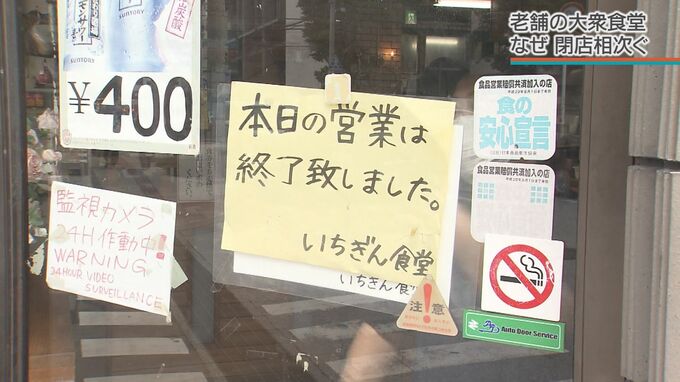 老舗の大衆食堂
なぜ 閉店相次ぐ
炭酸
SUNTORY
SUNTORY
¥400
本日の営業は
終了致しました。
いちぎん食堂
いちぎん食
監視カメラ
24H作動中!
WARNING
24HOUR VIDEO
SURVEILLANCE
食品営業賠償共済加入の店
食の
安心宣言
食品営業賠償共済加入の店
注意
Auto Door Service